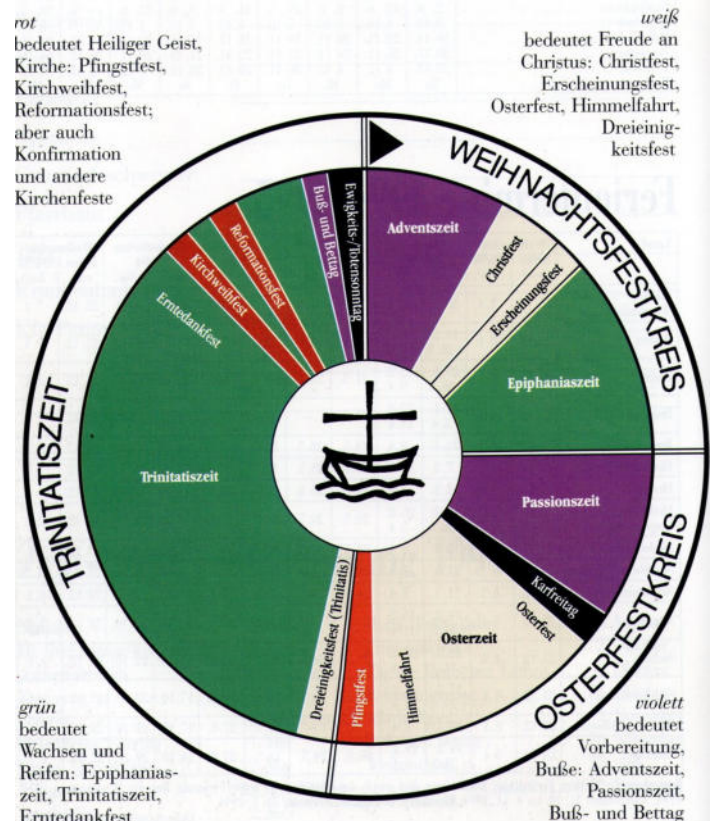 rot
bedeutet Heiliger Geist,
Kirche: Pfingstfest,
Kirchweihfest,
Reformationsfest;
aber auch
Konfirmation
und andere
Kirchenfeste
weiß
bedeutet Freude an
Christus: Christfest,
Erscheinungsfest,
Osterfest, Himmelfahrt,
Dreieinig-
keitsfest
WEIHNACHTSFESTKREIS
Adventszeit
Christfest
Erscheinungsfest
Epiphaniaszeit
OSTERFESTKREIS
Passionszeit
Karfreitag
Osterfest
Osterzeit
Himmelfahrt
Pfingstfest
TRINITATISZEIT
Dreieinigkeitsfest (Trinitatis)
Trinitatiszeit
Erntedankfest
Kirchweihfest
Reformationsfest
Buß- und Bettag
Ewigkeits-/Totensonntag
grün
bedeutet
Wachsen und
Reifen: Epiphanias-
zeit, Trinitatiszeit,
Erntedankfest
violett
bedeutet
Vorbereitung,
Buße: Adventszeit,
Passionszeit,
Buß- und Bettag